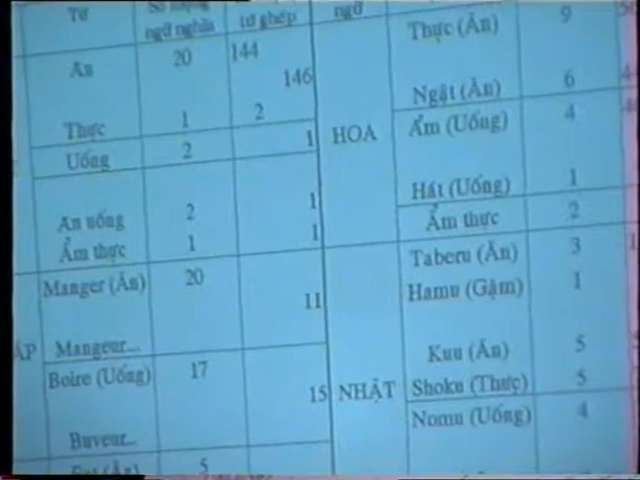 Từ
ngữ nghĩa
từ ghép
ngữ
Ăn 20 144
146
Thực 1 2
Uống 2 1
Ăn uống 2 1
Ẩm thực 1 1
Manger (Ăn) 20
11
Mangeur...
Boire (Uống) 17
15
Buveur...
5
HOA
Thực (Ăn) 9
Ngật (Ăn) 6
Ẩm (Uống) 4
Hát (Uống) 1
Ẩm thực 2
NHẬT
Taberu (Ăn) 3
Hamu (Gặm) 1
Kuu (Ăn) 5
Shoku (Thực) 5
Nomu (Uống) 4